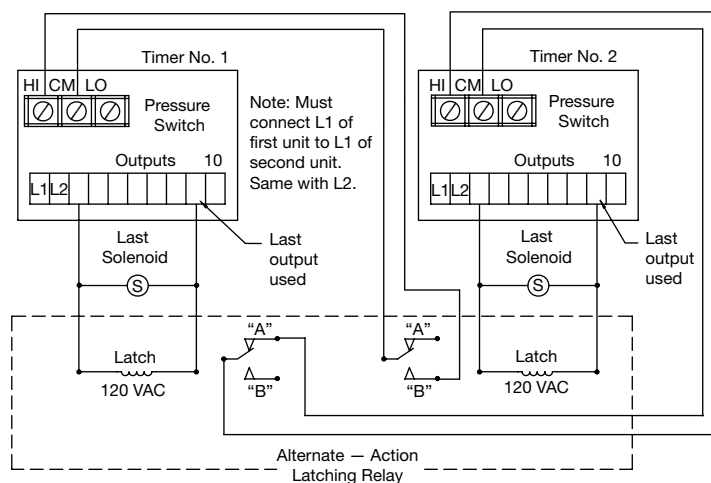 Timer No. 1
HI CM LO
Pressure
Switch
Outputs 10
L1 L2
Note: Must
connect L1 of
first unit to L1 of
second unit.
Same with L2.
Last
Solenoid
S
Last
output
used
Timer No. 2
HI CM LO
Pressure
Switch
Outputs 10
L1 L2
Last
Solenoid
S
Last
output
used
Latch
120 VAC
“A”
“B”
“A”
“B”
Latch
120 VAC
Alternate — Action
Latching Relay